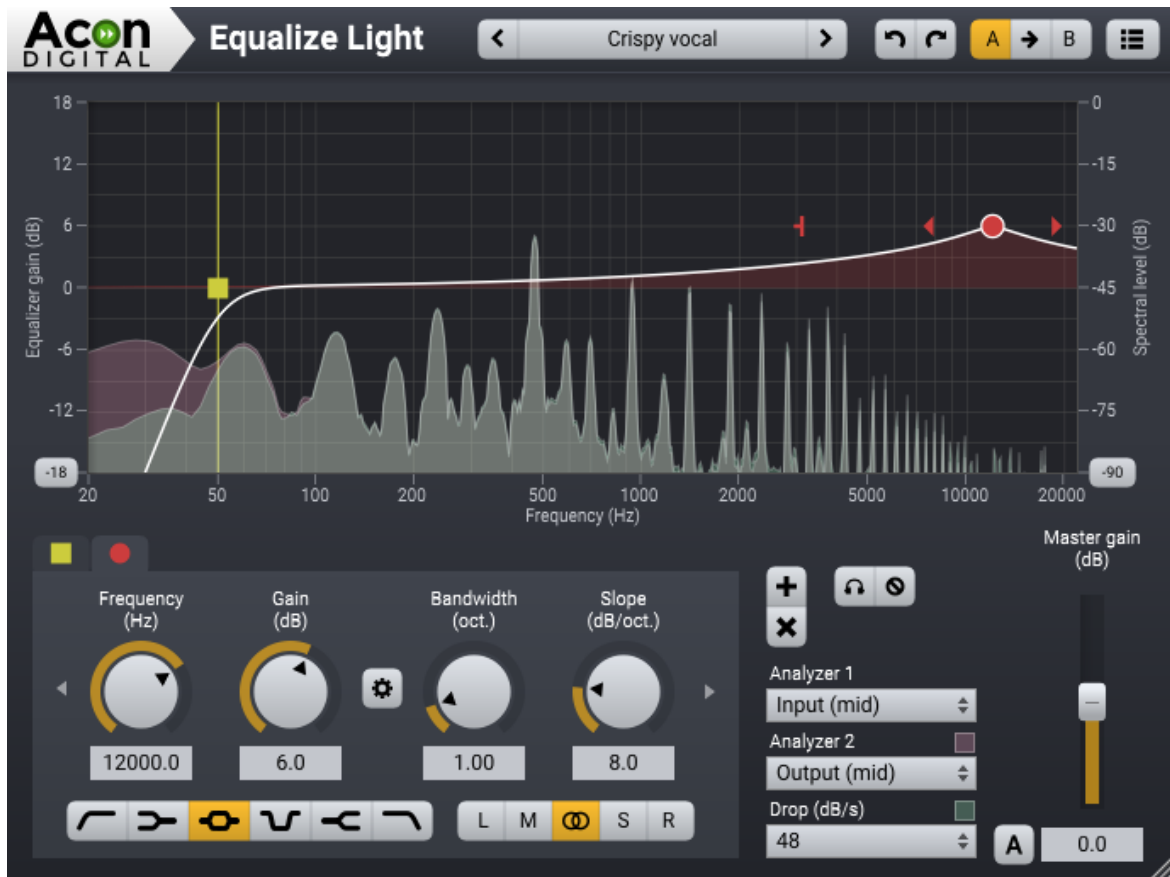 Acon
DIGITAL
Equalize Light
Crispy vocal
A
B
18
12
6
0
-6
-12
-18
Equalizer gain (dB)
0
-15
-30
-45
-60
-75
-90
Spectral level (dB)
20 50 100 200 500 1000 2000 5000 10000 20000
Frequency (Hz)
Master gain
(dB)
Frequency
(Hz)
Gain
(dB)
Bandwidth
(oct.)
Slope
(dB/oct.)
12000.0
6.0
1.00
8.0
L M S R
Analyzer 1
Input (mid)
Analyzer 2
Output (mid)
Drop (dB/s)
48
A
0.0